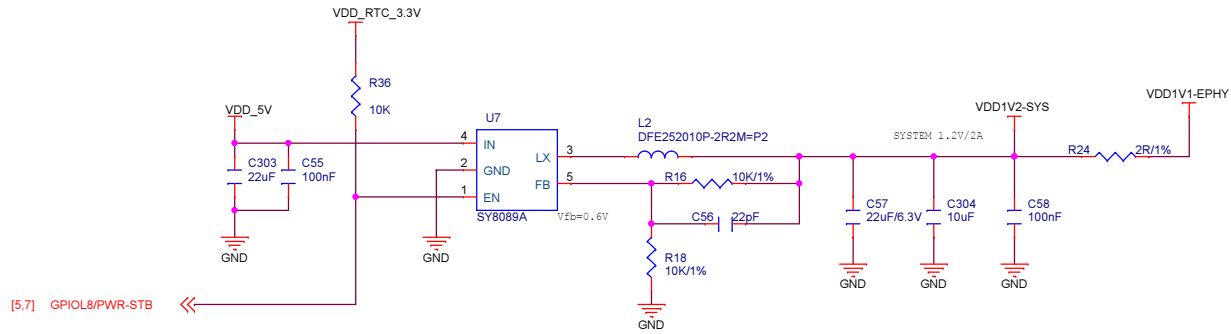 VDD_RTC_3.3V
R36
10K
VDD_5V
C303
22uF
C55
100nF
GND
U7
4
IN
2
GND
1
EN
LX
3
FB
5
SY8089A
Vfb=0.6V
GND
L2
DFE252010P-2R2M=P2
R16
10K/1%
C56
22pF
R18
10K/1%
GND
SYSTEM 1.2V/2A
VDD1V2-SYS
VDD1V1-EPHY
R24
2R/1%
C57
22uF/6.3V
GND
C304
10uF
GND
C58
100nF
GND
[5,7] GPIOL8/PWR-STB